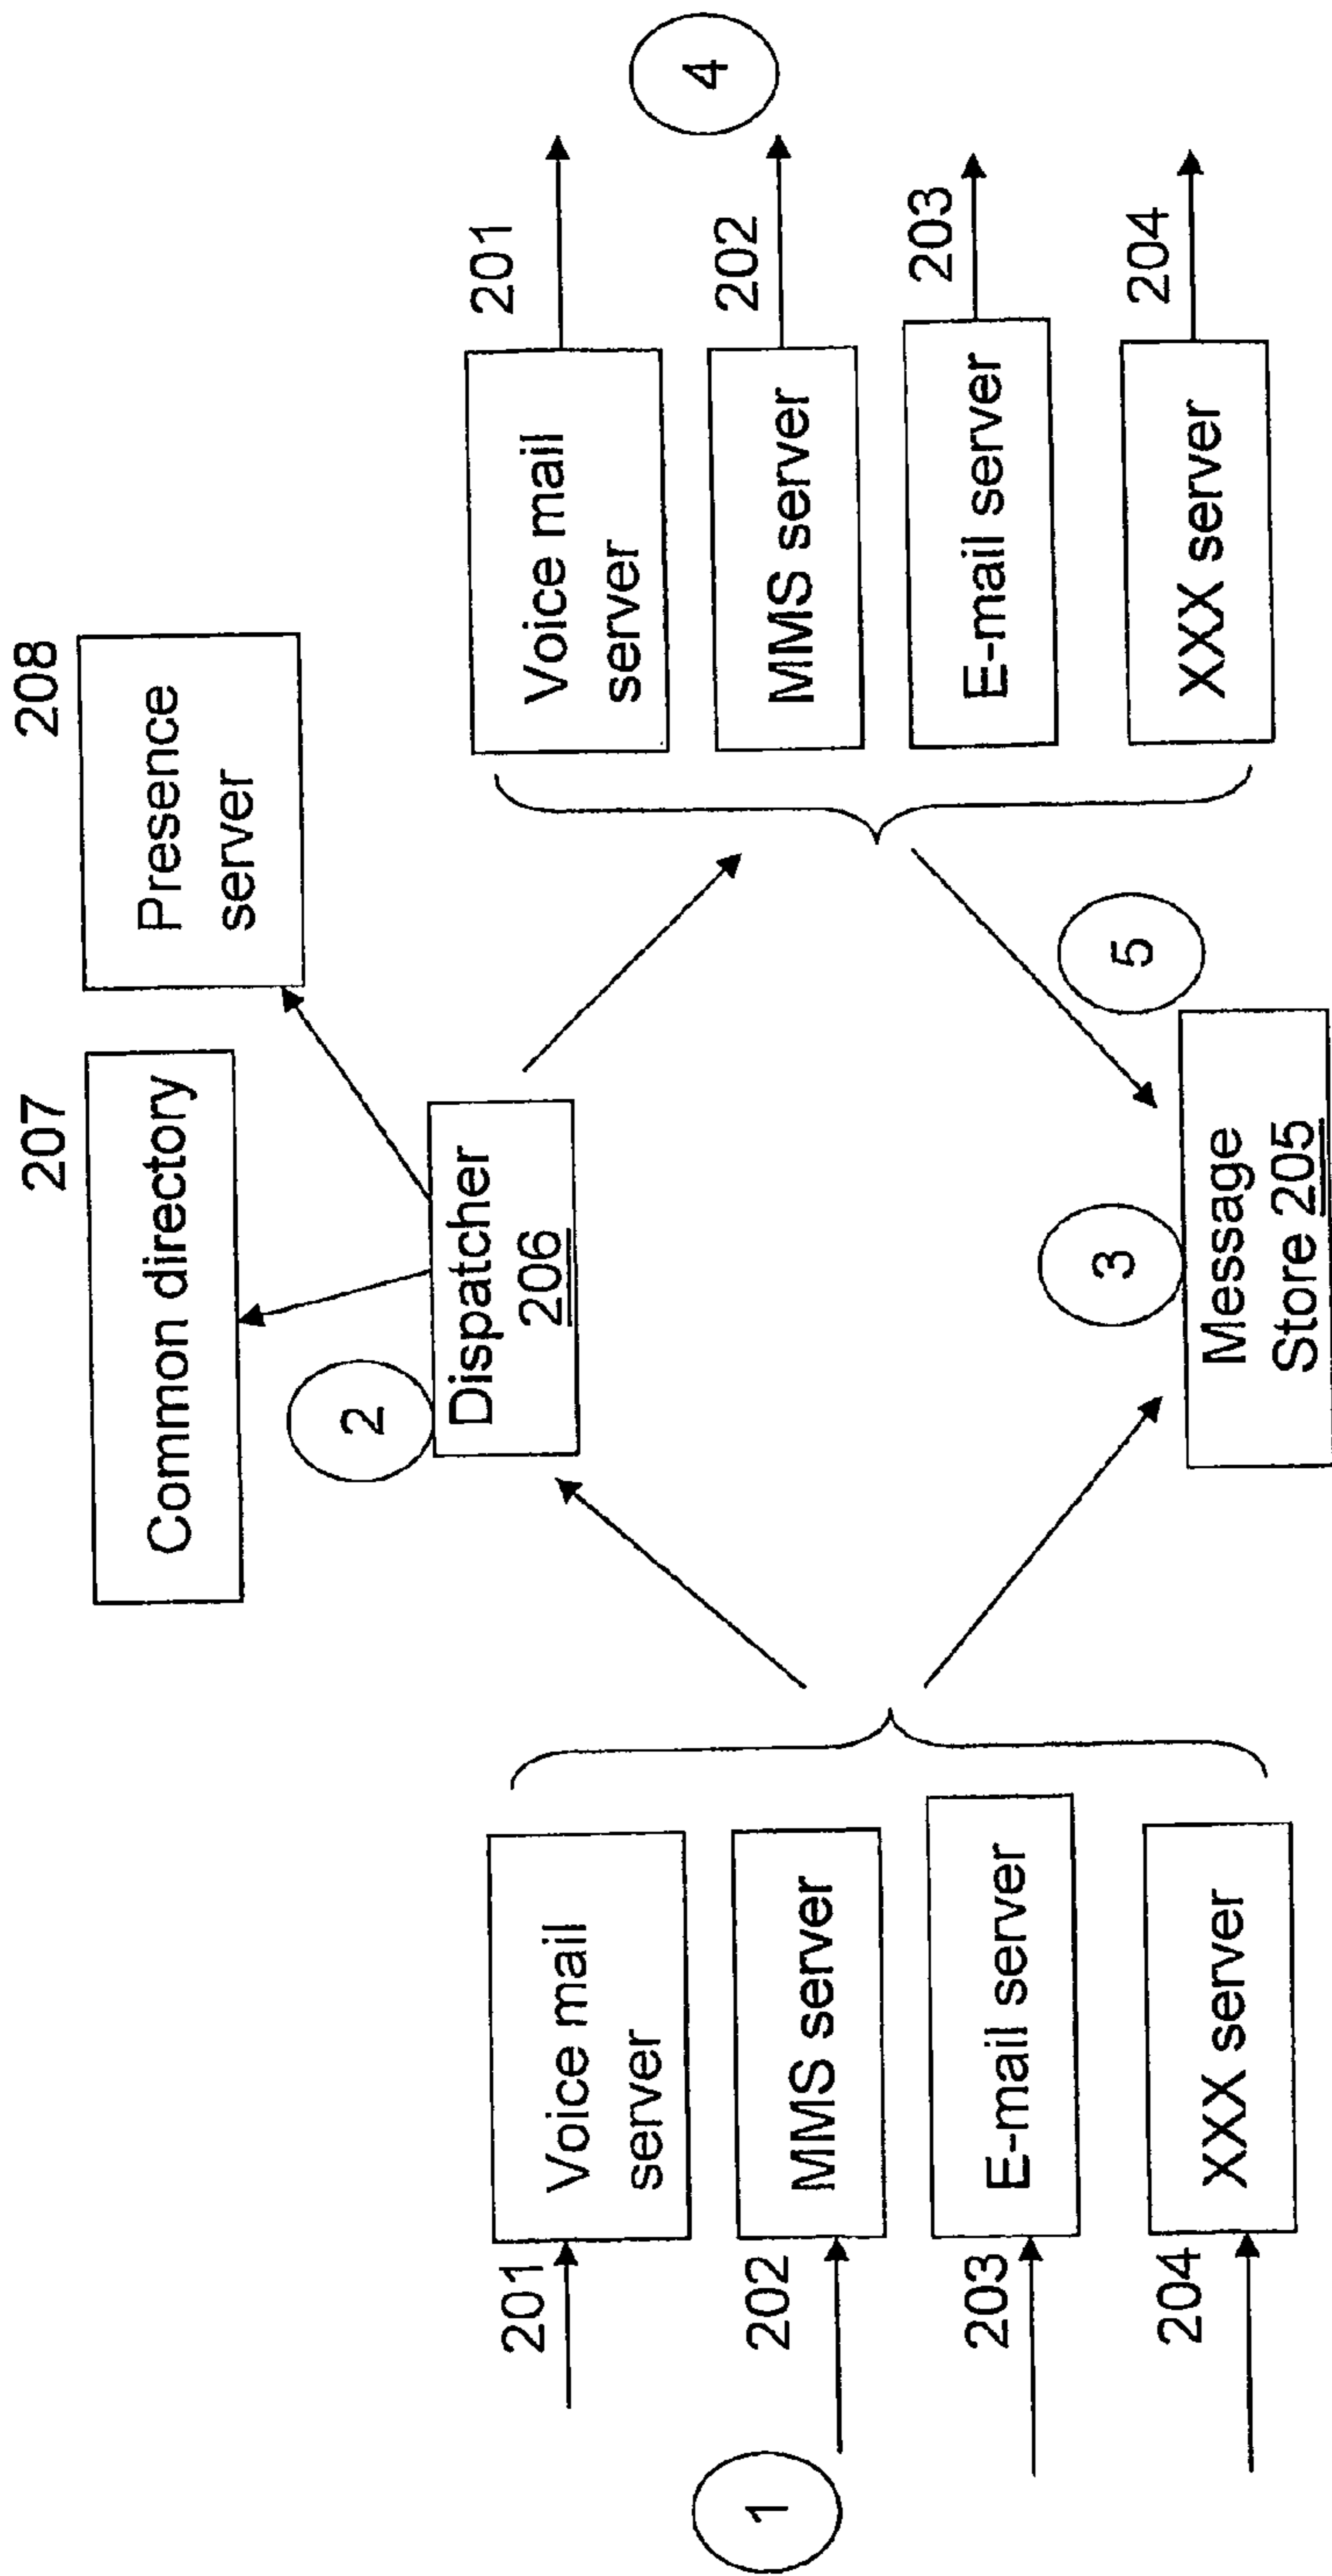 207
208
Common directory
Presence
server
2
Dispatcher
206
1
201
Voice mail
server
202
MMS server
203
E-mail server
204
XXX server
3
5
Message
Store 205
201
Voice mail
server
202
MMS server
203
E-mail server
204
XXX server
4